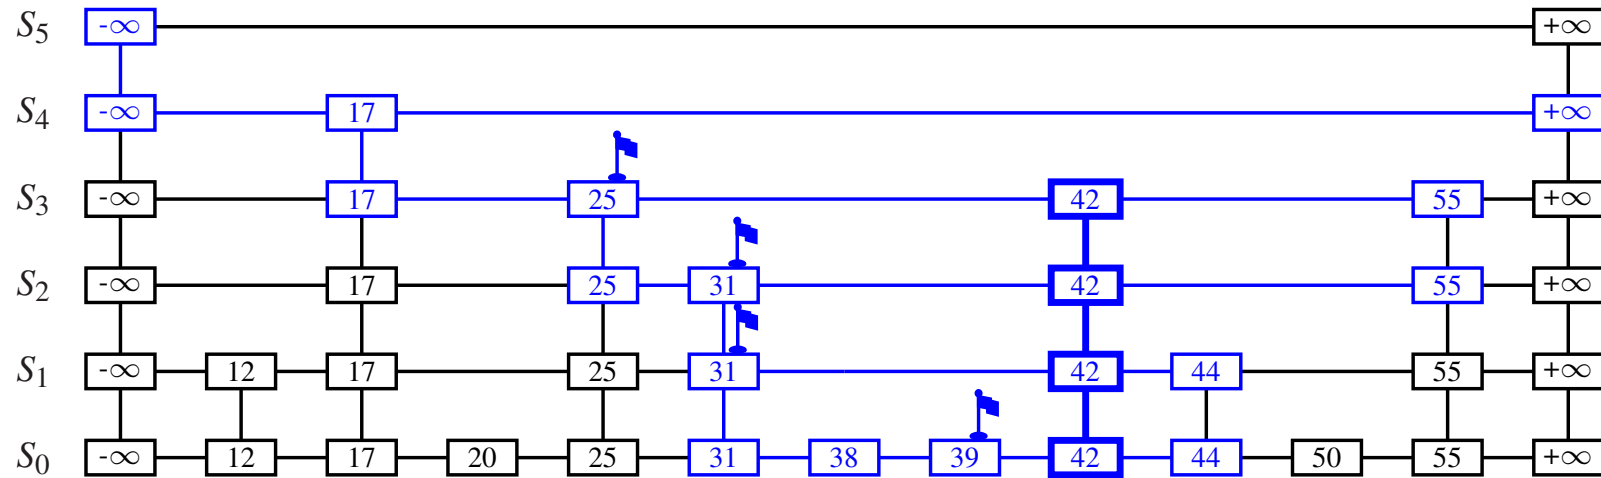 S5 -∞ +∞
S4 -∞ 17 +∞
S3 -∞ 17 25 42 55 +∞
S2 -∞ 17 25 31 42 55 +∞
S1 -∞ 12 17 25 31 42 44 55 +∞
S0 -∞ 12 17 20 25 31 38 39 42 44 50 55 +∞